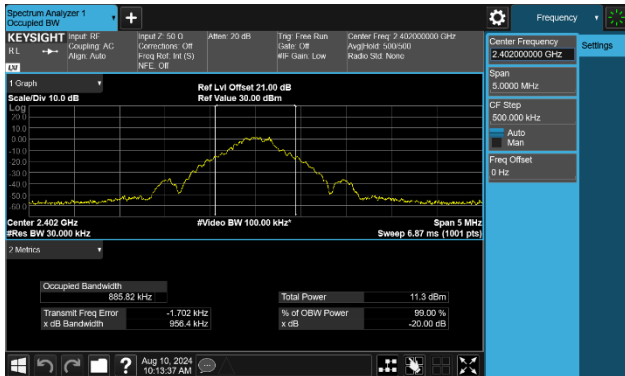 Spectrum Analyzer 1
Occupied BW
Frequency
KEYSIGHT
R L
Input: RF
Coupling: AC
Align: Auto
Input Z: 50 Ω
Corrections: Off
Freq Ref: Int (S)
NFE: Off
Atten: 20 dB
Trig: Free Run
Gate: Off
#IF Gain: Low
Center Freq: 2.402000000 GHz
Avg|Hold: 500/500
Radio Std: None
LXI
1 Graph
Scale/Div 10.0 dB
Ref Lvl Offset 21.00 dB
Ref Value 30.00 dBm
Log
20.0
10.0
0.00
-10.0
-20.0
-30.0
-40.0
-50.0
-60.0
Center 2.402 GHz
#Res BW 30.000 kHz
#Video BW 100.00 kHz*
Span 5 MHz
Sweep 6.87 ms (1001 pts)
2 Metrics
Occupied Bandwidth
885.82 kHz
Transmit Freq Error -1.702 kHz
x dB Bandwidth 956.4 kHz
Total Power 11.3 dBm
% of OBW Power 99.00 %
x dB -20.00 dB
Aug 10, 2024
10:13:37 AM
Center Frequency
2.402000000 GHz
Settings
Span
5.0000 MHz
CF Step
500.000 kHz
Auto
Man
Freq Offset
0 Hz